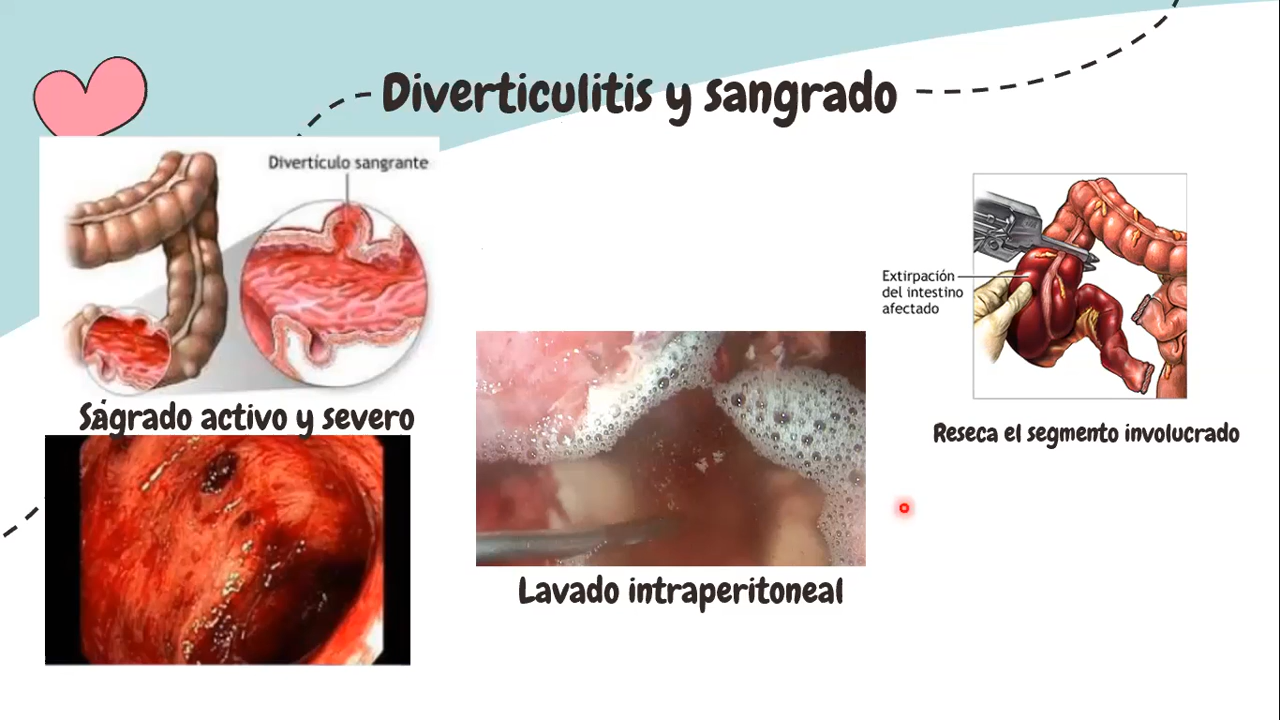 Diverticulitis y sangrado
Divertículo sangrante
Ságrado activo y severo
Extirpación
del intestino
afectado
Reseca el segmento involucrado
Lavado intraperitoneal